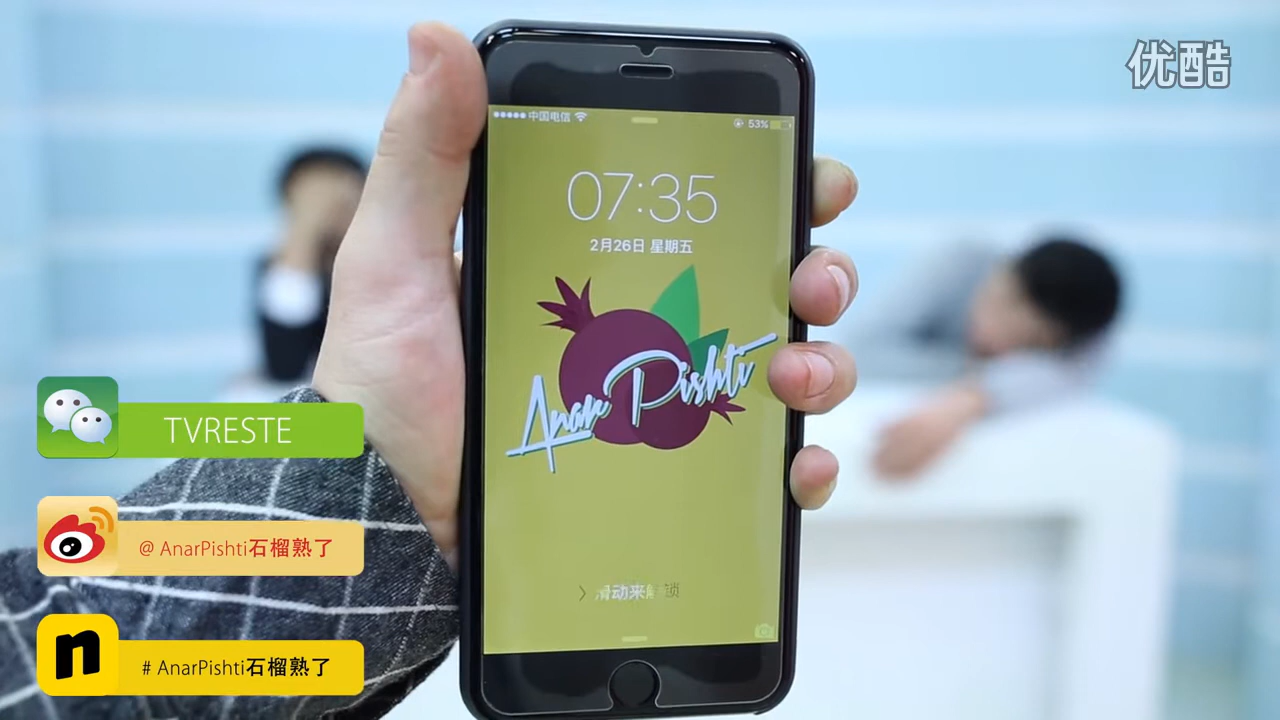 优酷
中国电信
53%
07:35
2月26日 星期五
Anar Pishti
TVRESTE
@ AnarPishti石榴熟了
> 滑动来解锁
n
# AnarPishti石榴熟了